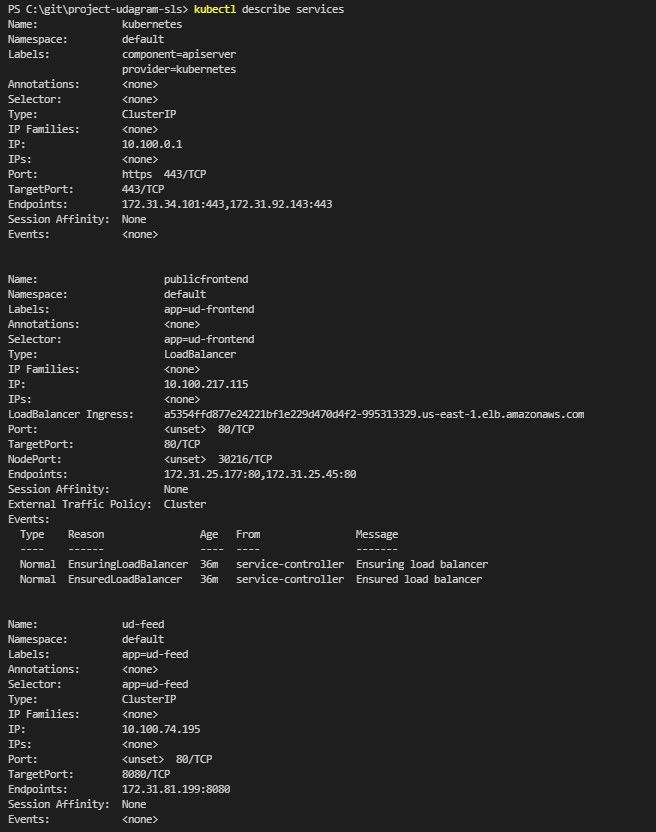 PS C:\git\project-udagram-sls> kubectl describe services
Name:              kubernetes
Namespace:         default
Labels:            component=apiserver
                   provider=kubernetes
Annotations:       <none>
Selector:          <none>
Type:              ClusterIP
IP Families:       <none>
IP:                10.100.0.1
IPs:               <none>
Port:              https  443/TCP
TargetPort:        443/TCP
Endpoints:         172.31.34.101:443,172.31.92.143:443
Session Affinity:  None
Events:            <none>
Name:                     publicfrontend
Namespace:                default
Labels:                   app=ud-frontend
Annotations:              <none>
Selector:                 app=ud-frontend
Type:                     LoadBalancer
IP Families:              <none>
IP:                       10.100.217.115
IPs:                      <none>
LoadBalancer Ingress:     a5354ffd877e24221bf1e229d470d4f2-995313329.us-east-1.elb.amazonaws.com
Port:                     <unset>  80/TCP
TargetPort:               80/TCP
NodePort:                 <unset>  30216/TCP
Endpoints:                172.31.25.177:80,172.31.25.45:80
Session Affinity:         None
External Traffic Policy:  Cluster
Events:
  Type    Reason                Age   From                Message
  ----    ------                ----  ----                -------
  Normal  EnsuringLoadBalancer  36m   service-controller  Ensuring load balancer
  Normal  EnsuredLoadBalancer   36m   service-controller  Ensured load balancer
Name:              ud-feed
Namespace:         default
Labels:            app=ud-feed
Annotations:       <none>
Selector:          app=ud-feed
Type:              ClusterIP
IP Families:       <none>
IP:                10.100.74.195
IPs:               <none>
Port:              <unset>  80/TCP
TargetPort:        8080/TCP
Endpoints:         172.31.81.199:8080
Session Affinity:  None
Events:            <none>